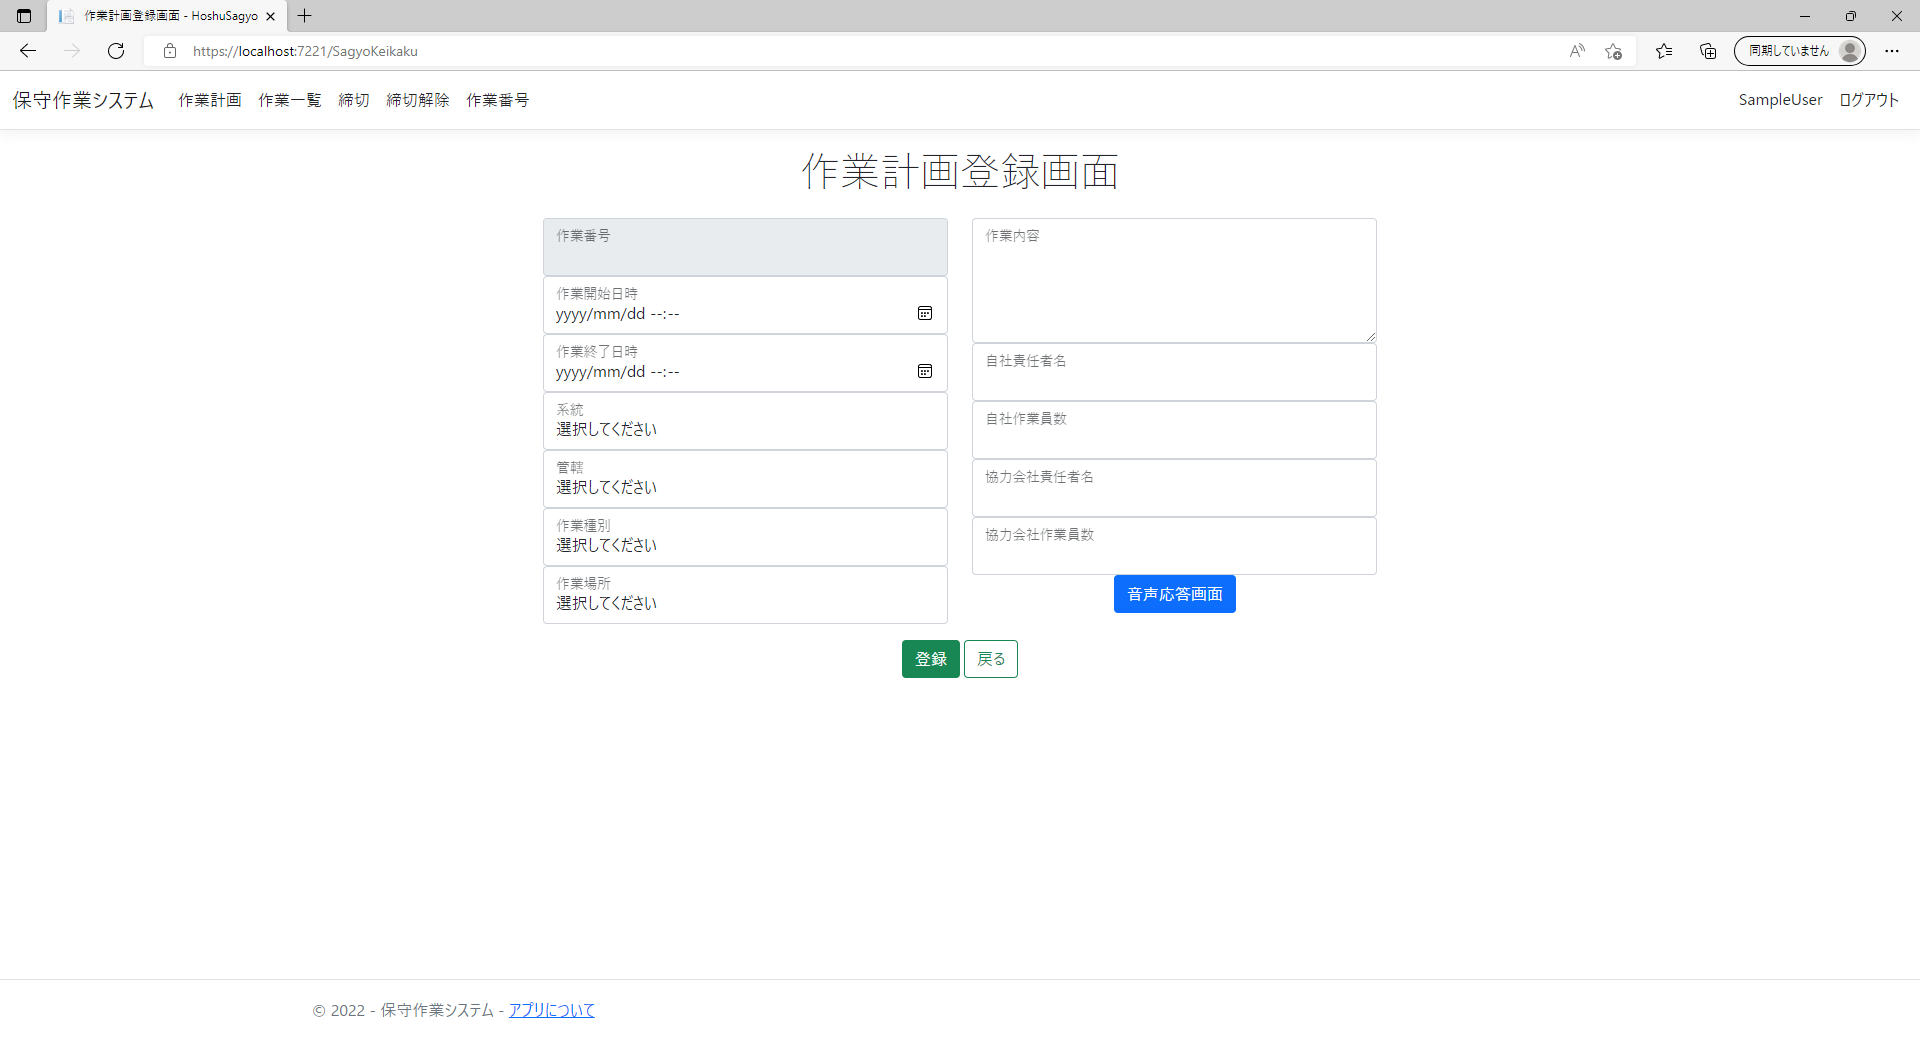 作業計画登録画面 - HoshuSagyo
https://localhost:7221/SagyoKeikaku
同期していません
保守作業システム 作業計画 作業一覧 締切 締切解除 作業番号 SampleUser ログアウト
作業計画登録画面
作業番号
作業開始日時
yyyy/mm/dd --:--
作業終了日時
yyyy/mm/dd --:--
系統
選択してください
管轄
選択してください
作業種別
選択してください
作業場所
選択してください
作業内容
自社責任者名
自社作業員数
協力会社責任者名
協力会社作業員数
音声応答画面
登録 戻る
© 2022 - 保守作業システム - アプリについて